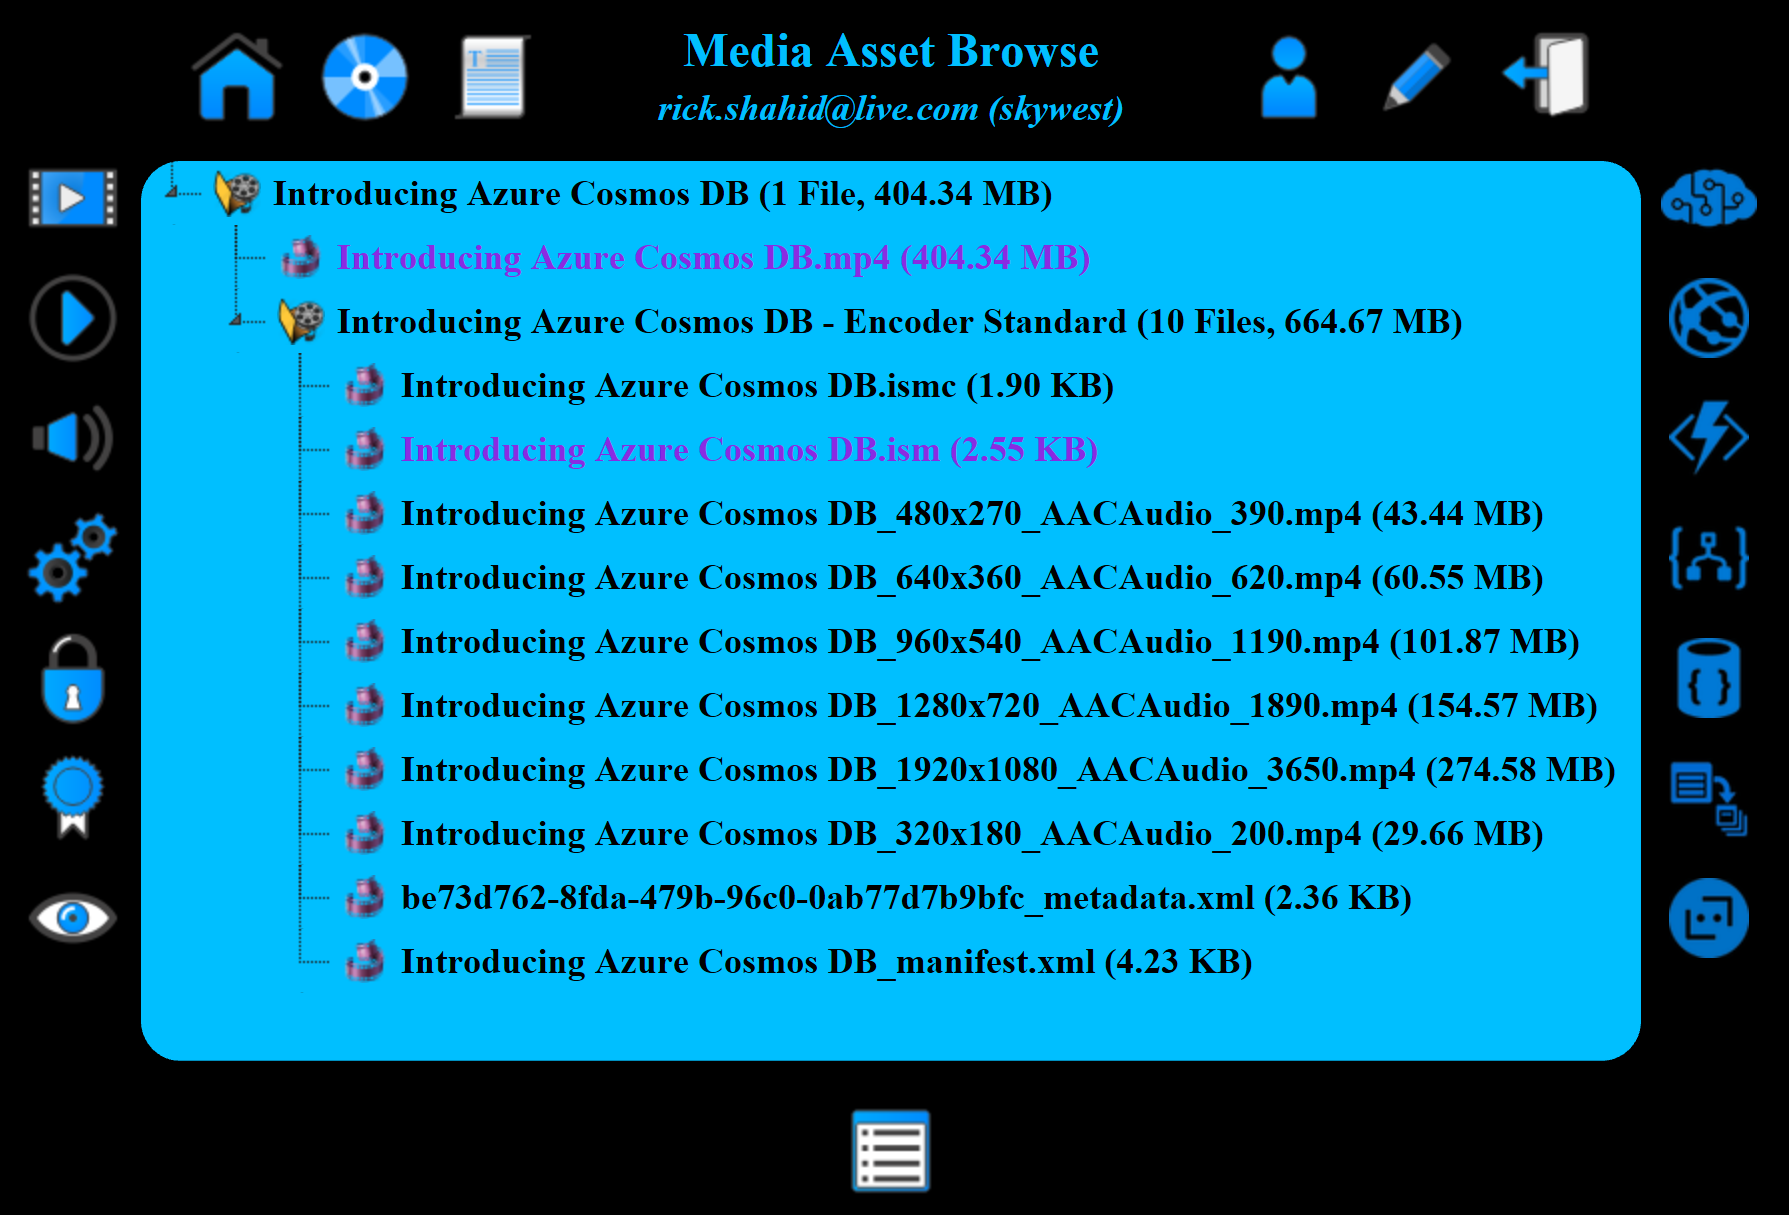 Media Asset Browse
rick.shahid@live.com (skywest)
T
Introducing Azure Cosmos DB (1 File, 404.34 MB)
Introducing Azure Cosmos DB.mp4 (404.34 MB)
Introducing Azure Cosmos DB - Encoder Standard (10 Files, 664.67 MB)
Introducing Azure Cosmos DB.ismc (1.90 KB)
Introducing Azure Cosmos DB.ism (2.55 KB)
Introducing Azure Cosmos DB_480x270_AACAudio_390.mp4 (43.44 MB)
Introducing Azure Cosmos DB_640x360_AACAudio_620.mp4 (60.55 MB)
Introducing Azure Cosmos DB_960x540_AACAudio_1190.mp4 (101.87 MB)
Introducing Azure Cosmos DB_1280x720_AACAudio_1890.mp4 (154.57 MB)
Introducing Azure Cosmos DB_1920x1080_AACAudio_3650.mp4 (274.58 MB)
Introducing Azure Cosmos DB_320x180_AACAudio_200.mp4 (29.66 MB)
be73d762-8fda-479b-96c0-0ab77d7b9bfc_metadata.xml (2.36 KB)
Introducing Azure Cosmos DB_manifest.xml (4.23 KB)